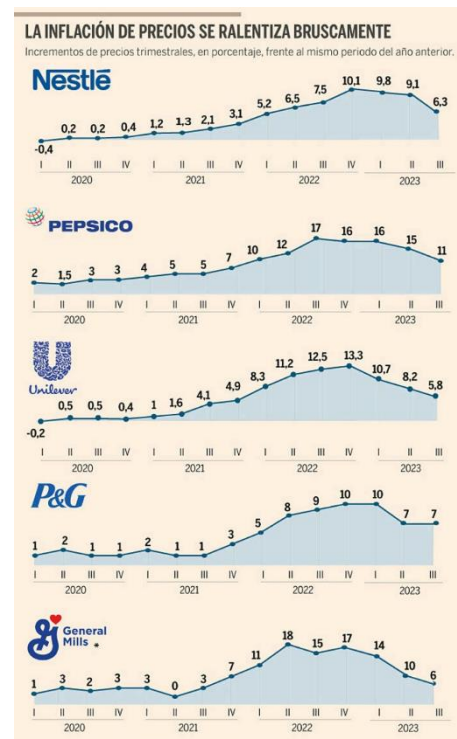 LA INFLACIÓN DE PRECIOS SE RALENTIZA BRUSCAMENTE
Incrementos de precios trimestrales, en porcentaje, frente al mismo periodo del año anterior.
Nestlé
-0,4 0,2 0,2 0,4 1,2 1,3 2,1 3,1 5,2 6,5 7,5 10,1 9,8 9,1 6,3
I II III IV I II III IV I II III IV I II III
2020 2021 2022 2023
PEPSICO
2 1,5 3 3 4 5 5 7 10 12 17 16 16 15 11
I II III IV I II III IV I II III IV I II III
2020 2021 2022 2023
Unilever
-0,2 0,5 0,5 0,4 1 1,6 4,1 4,9 8,3 11,2 12,5 13,3 10,7 8,2 5,8
I II III IV I II III IV I II III IV I II III
2020 2021 2022 2023
P&G
1 2 1 1 2 1 1 3 5 8 9 10 10 7 7
I II III IV I II III IV I II III IV I II III
2020 2021 2022 2023
General
Mills
1 3 2 3 3 0 3 7 11 18 15 17 14 10 6
I II III IV I II III IV I II III IV I II III
2020 2021 2022 2023